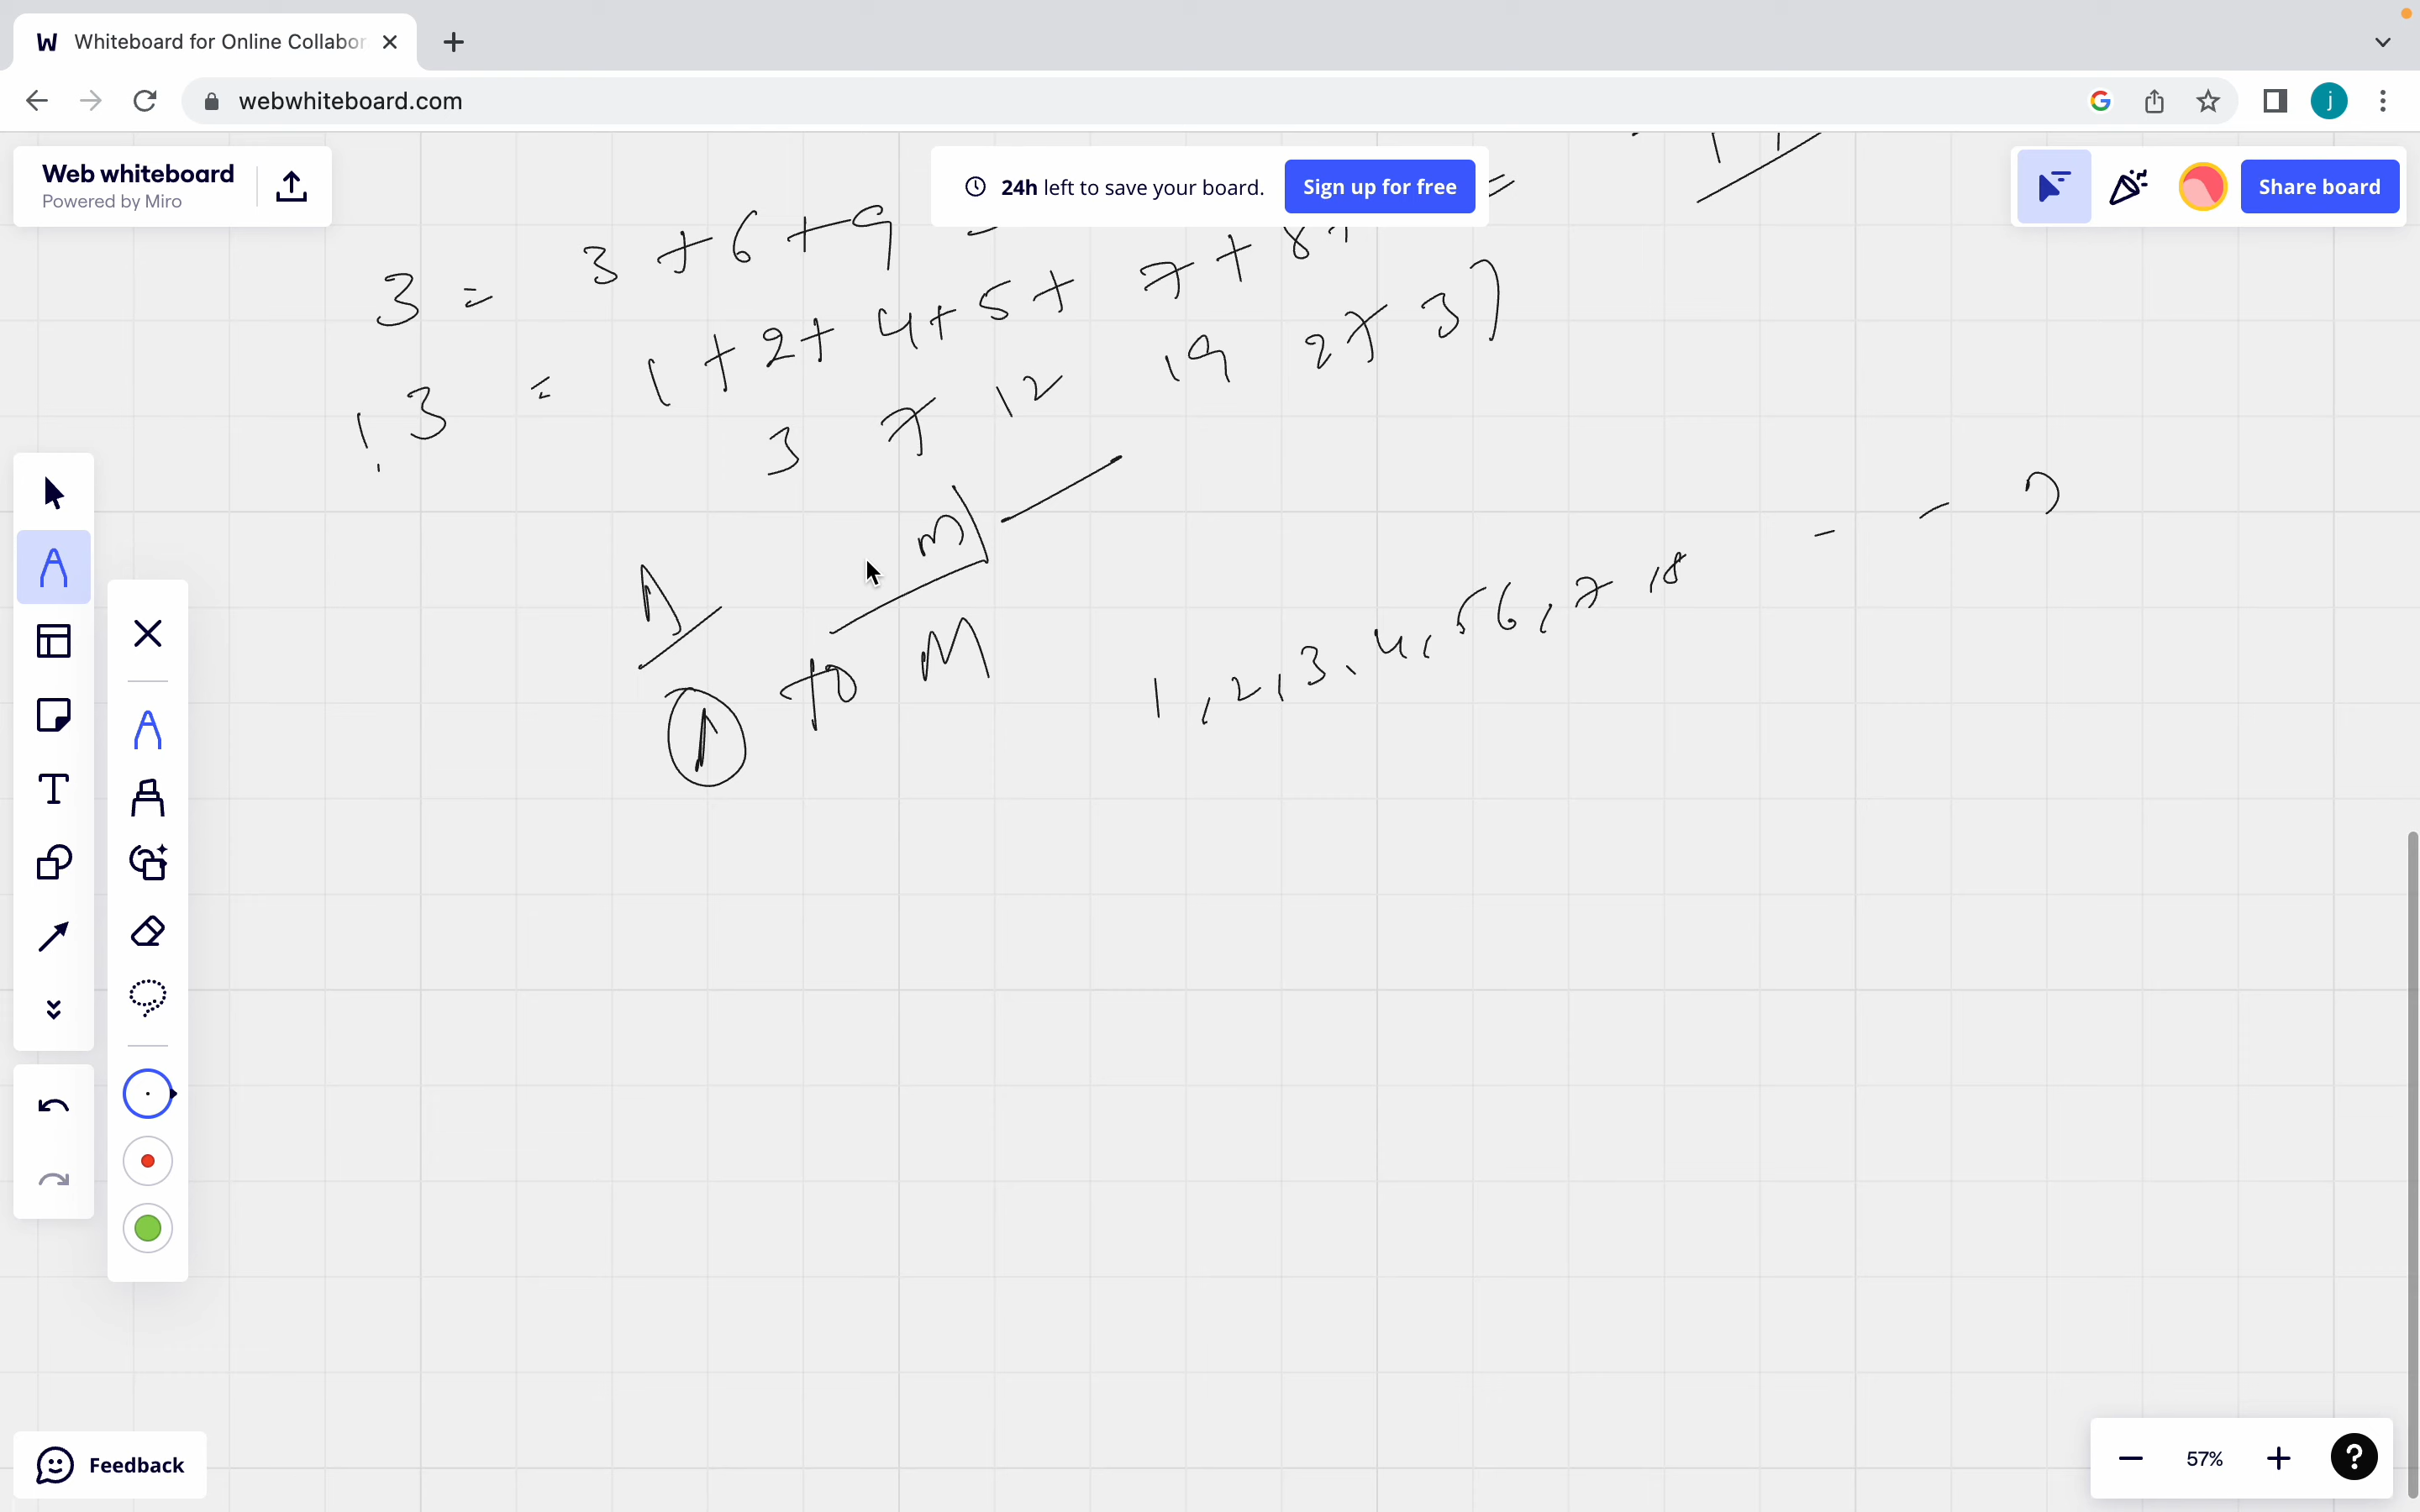 Whiteboard for Online Collabor
webwhiteboard.com
j
Web whiteboard
Powered by Miro
24h left to save your board.
Sign up for free
Share board
3 = 3 + 6 + 9 =
!3 = 1 + 2 + 4 + 5 + 7 + 8 +
3 7 12 19 27 3)
m
to M
1, 2, 3, 4, 5 6, 7, 8 - -
Feedback
57%